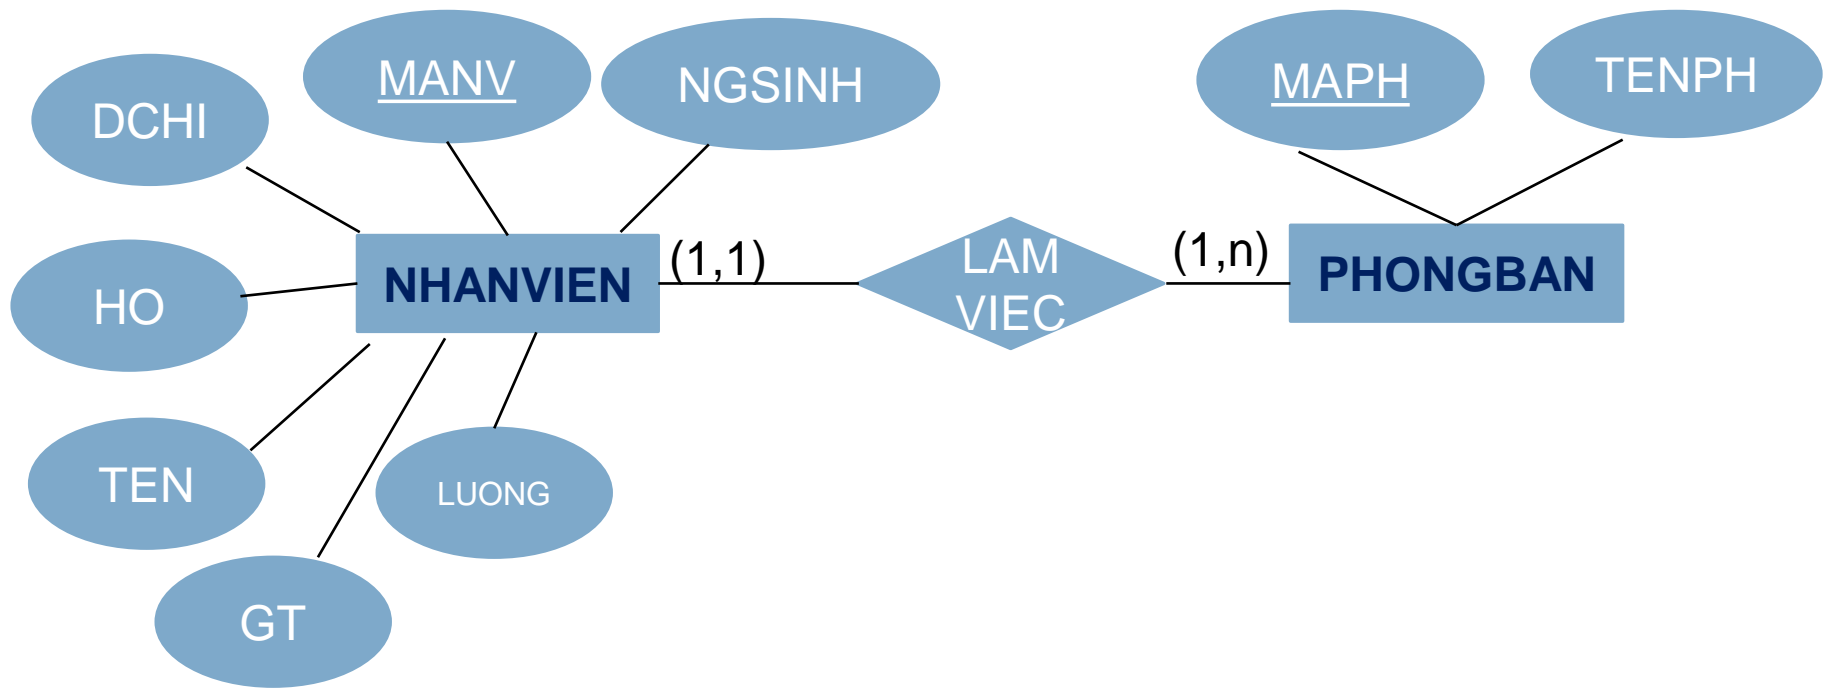 MANV
NGSINH
MAPH
TENPH
DCHI
NHANVIEN
(1,1)
LAM
VIEC
(1,n)
PHONGBAN
HO
TEN
LUONG
GT